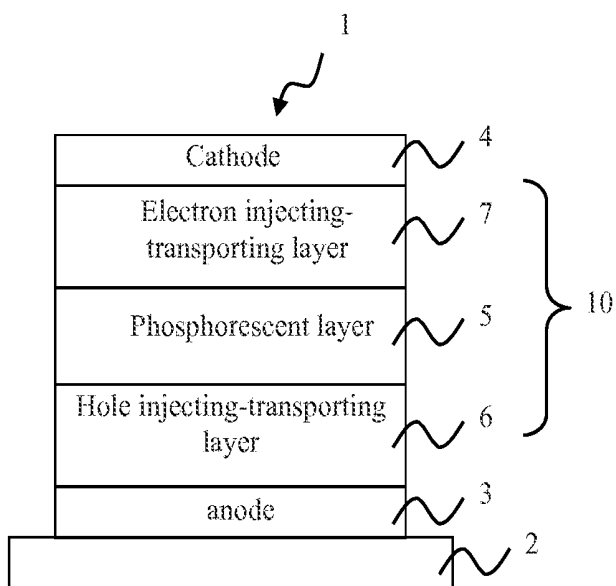 1
Cathode
4
Electron injecting-
transporting layer
7
10
Phosphorescent layer
5
Hole injecting-transporting
layer
6
anode
3
2